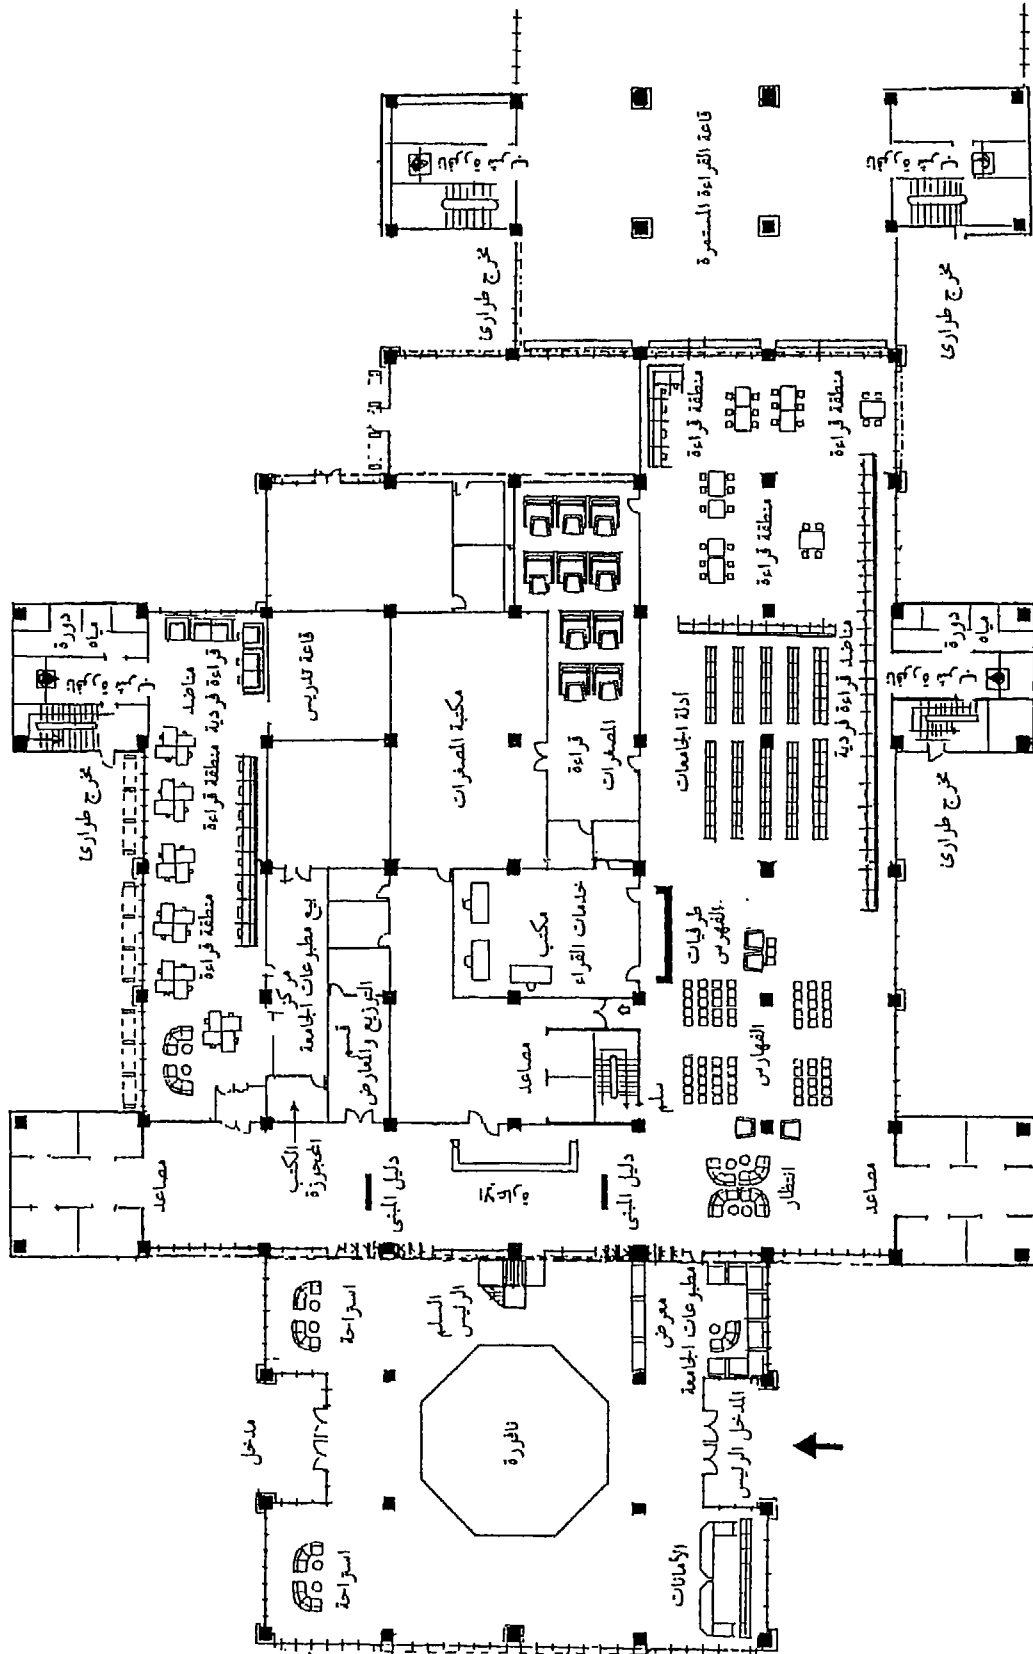 قاعة القراءة المستمرة
مخرج طوارئ
مخرج طوارئ
منطقة قراءة
منطقة قراءة
منطقة قراءة
دورة
مياه
دورة
مياه
مناضد
قراءة فردية
منطقة قراءة
منطقة قراءة
قاعة تدريس
مكتبة المصغرات
قراءة
المصغرات
أدلة الجامعات
مناضد قراءة فردية
مخرج طوارئ
مخرج طوارئ
مركز
بيع مطبوعات الجامعة
قسم
التوزيع والمعارض
مكتب
خدمات القراء
طرفيات
الفهرس
الفهارس
مصاعد
سلم
الكتب
المحجوزة
دليل المبنى
الإعارة
دليل المبنى
انتظار
مصاعد
مصاعد
استراحة
السلم
الرئيس
معرض
مطبوعات الجامعة
مدخل
نافورة
المدخل الرئيس
استراحة
الأمانات